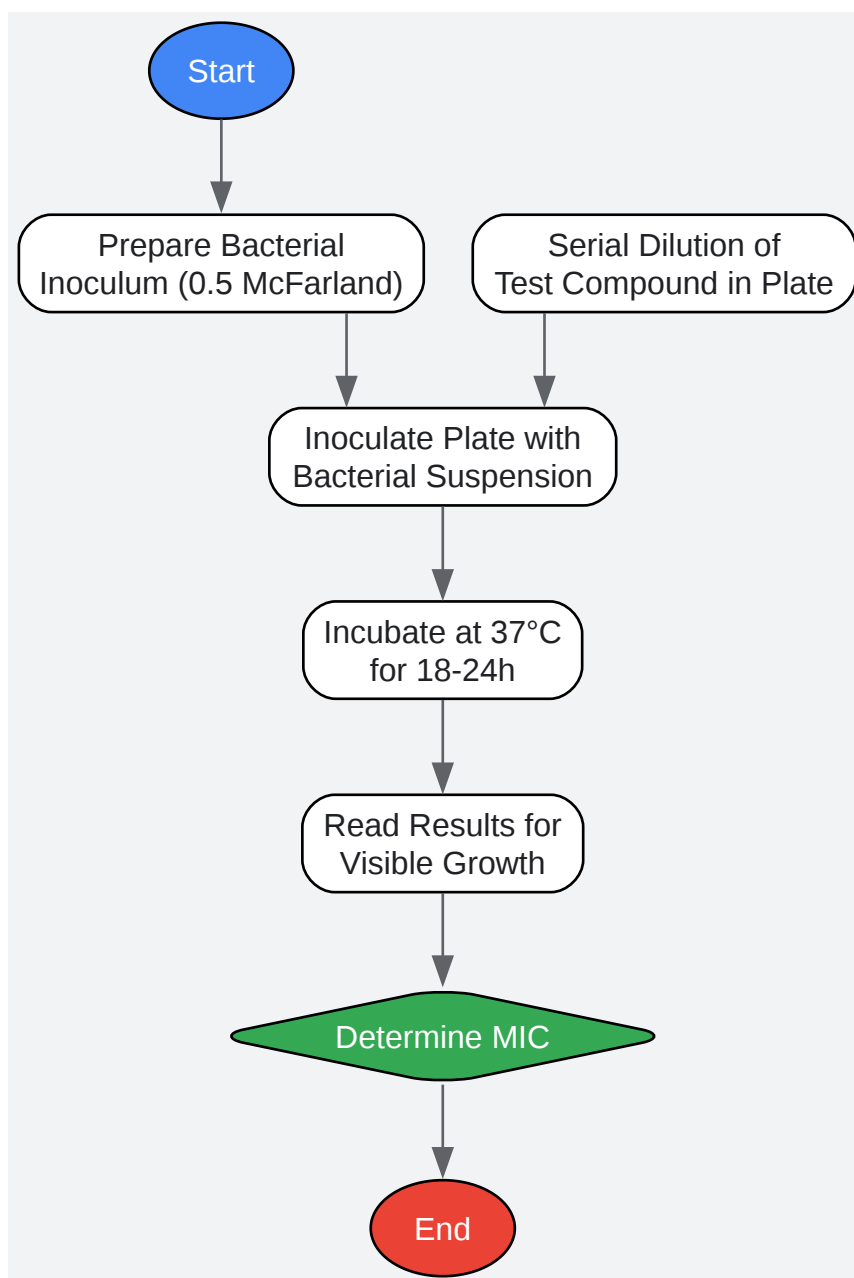 Start
Prepare Bacterial
Inoculum (0.5 McFarland)
Serial Dilution of
Test Compound in Plate
Inoculate Plate with
Bacterial Suspension
Incubate at 37°C
for 18-24h
Read Results for
Visible Growth
Determine MIC
End